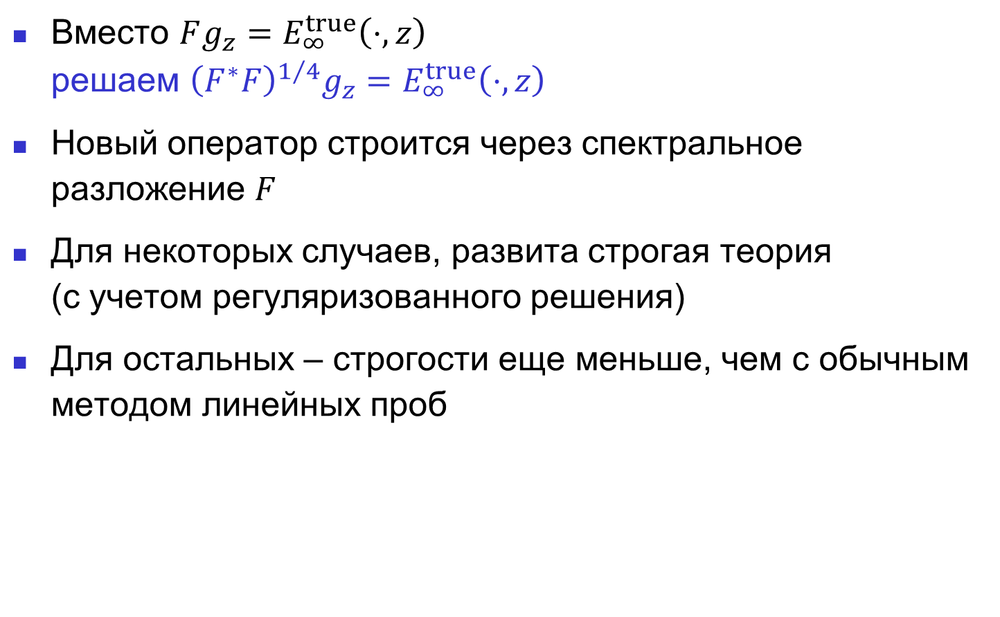 Вместо $Fg_z = E_\infty^{\text{true}}(\cdot, z)$
решаем $(F^*F)^{1/4} g_z = E_\infty^{\text{true}}(\cdot, z)$
Новый оператор строится через спектральное
разложение $F$
Для некоторых случаев, развита строгая теория
(с учетом регуляризованного решения)
Для остальных – строгости еще меньше, чем с обычным
методом линейных проб